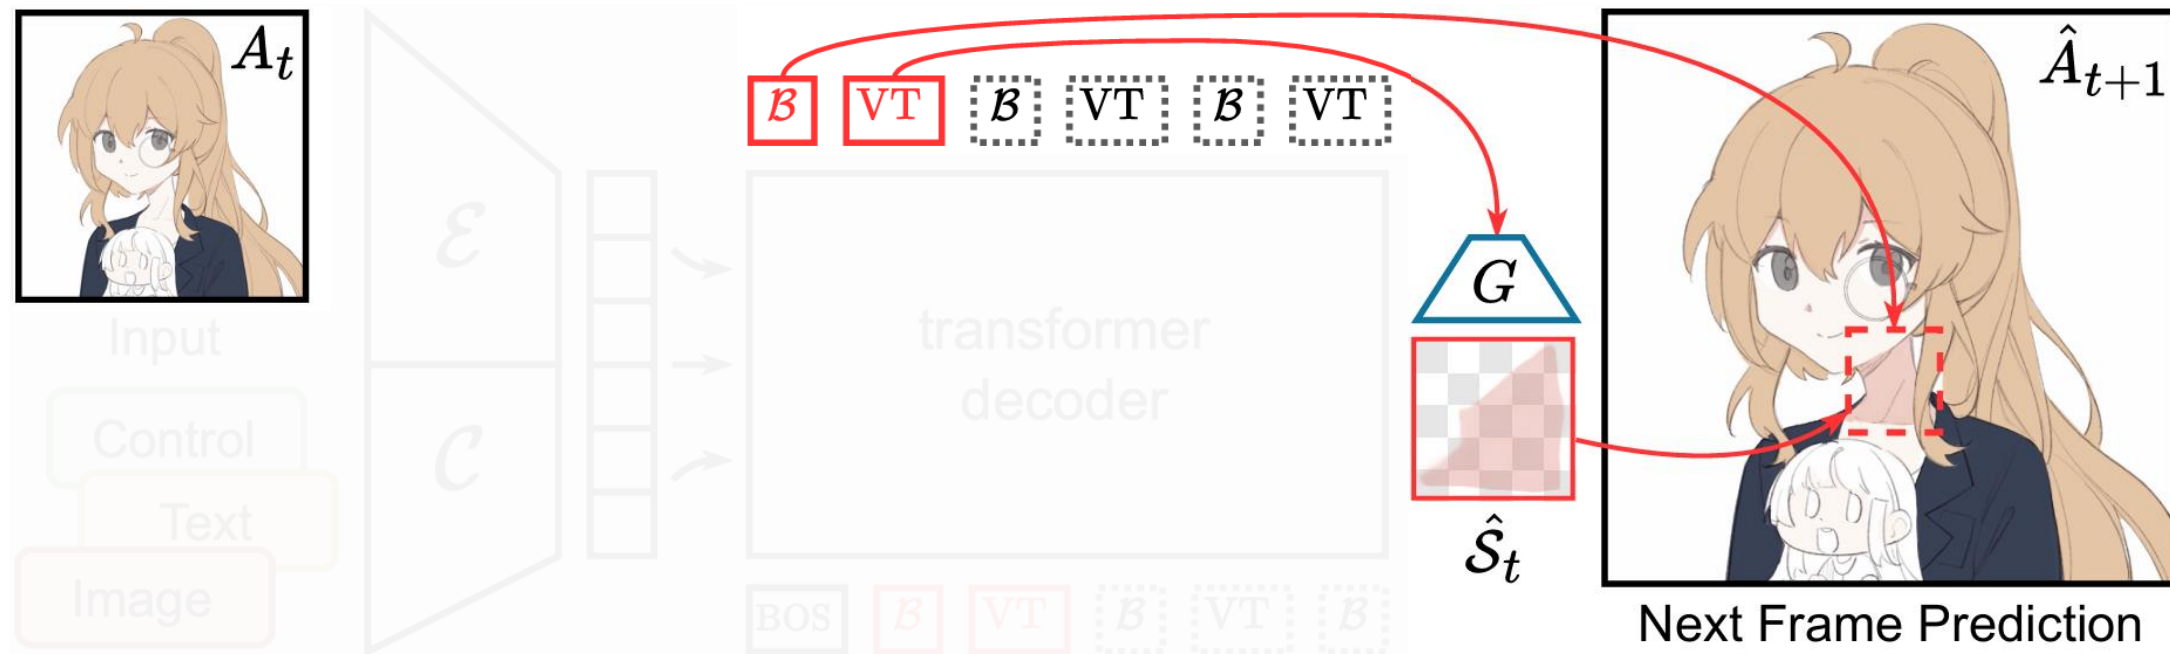 A_t
ℬ VT ℬ VT ℬ VT
Â_{t+1}
ℰ
G
Input
transformer
decoder
Control
𝒞
Text
Ŝ_t
Image
BOS ℬ VT ℬ VT ℬ
Next Frame Prediction